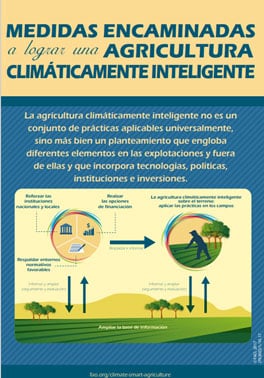 MEDIDAS ENCAMINADAS
a lograr una AGRICULTURA
CLIMÁTICAMENTE INTELIGENTE
La agricultura climáticamente inteligente no es un
conjunto de prácticas aplicables universalmente,
sino más bien un planteamiento que engloba
diferentes elementos en las explotaciones y fuera
de ellas y que incorpora tecnologías, políticas,
instituciones e inversiones.
Reforzar las
instituciones
nacionales y locales
Realzar
las opciones
de financiación
La agricultura climáticamente inteligente
sobre el terreno:
aplicar las prácticas en los campos
Respaldar entornos
normativos
favorables
Informar y apoyar
Ampliar la base de información
fao.org/climate-smart-agriculture